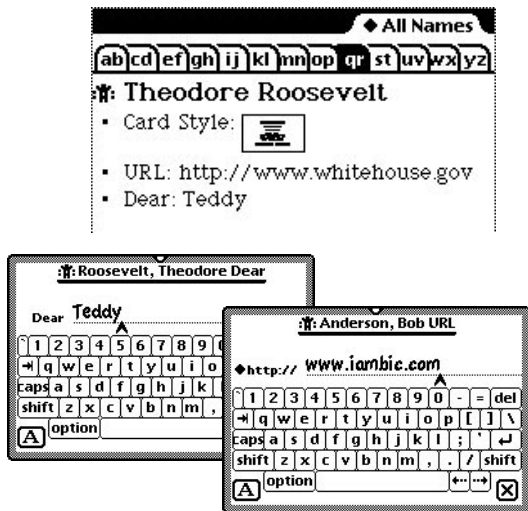 ◆ All Names
ab cd ef gh ij kl mn op qr st uv wx yz
Theodore Roosevelt
• Card Style:
• URL: http://www.whitehouse.gov
• Dear: Teddy
Roosevelt, Theodore Dear
Dear Teddy
` 1 2 3 4 5 6 7 8 9
q w e r t y u i o
caps a s d f g h j k
shift z x c v b n m ,
A option
Anderson, Bob URL
◆http:// www.iambic.com
` 1 2 3 4 5 6 7 8 9 0 - = del
q w e r t y u i o p [ ] \
caps a s d f g h j k l ; '
shift z x c v b n m , . / shift
A option